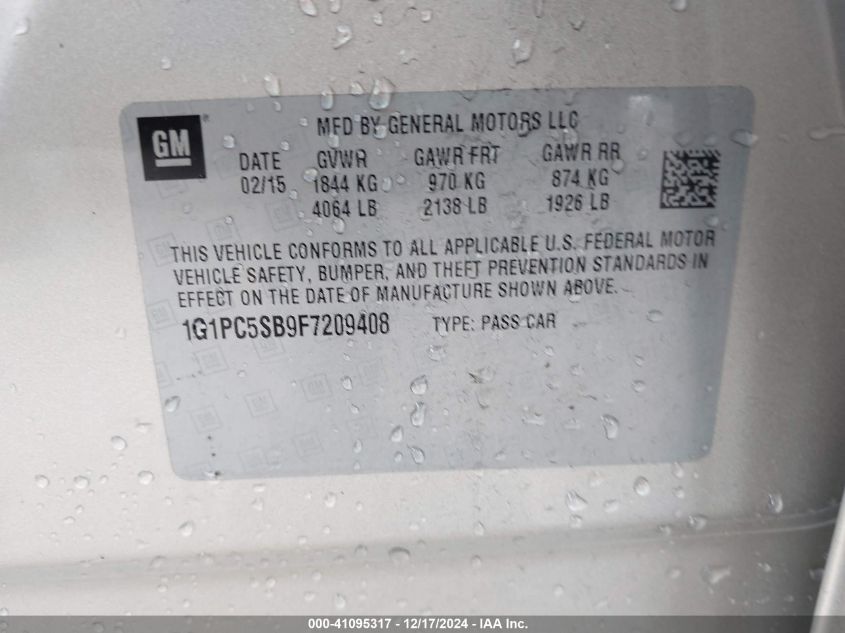 GM
MFD BY GENERAL MOTORS LLC
DATE GVWR GAWR FRT GAWR RR
02/15 1844 KG 970 KG 874 KG
4064 LB 2138 LB 1926 LB
THIS VEHICLE CONFORMS TO ALL APPLICABLE U.S. FEDERAL MOTOR
VEHICLE SAFETY, BUMPER, AND THEFT PREVENTION STANDARDS IN
EFFECT ON THE DATE OF MANUFACTURE SHOWN ABOVE.
1G1PC5SB9F7209408 TYPE: PASS CAR
000-41095317 - 12/17/2024 - IAA Inc.